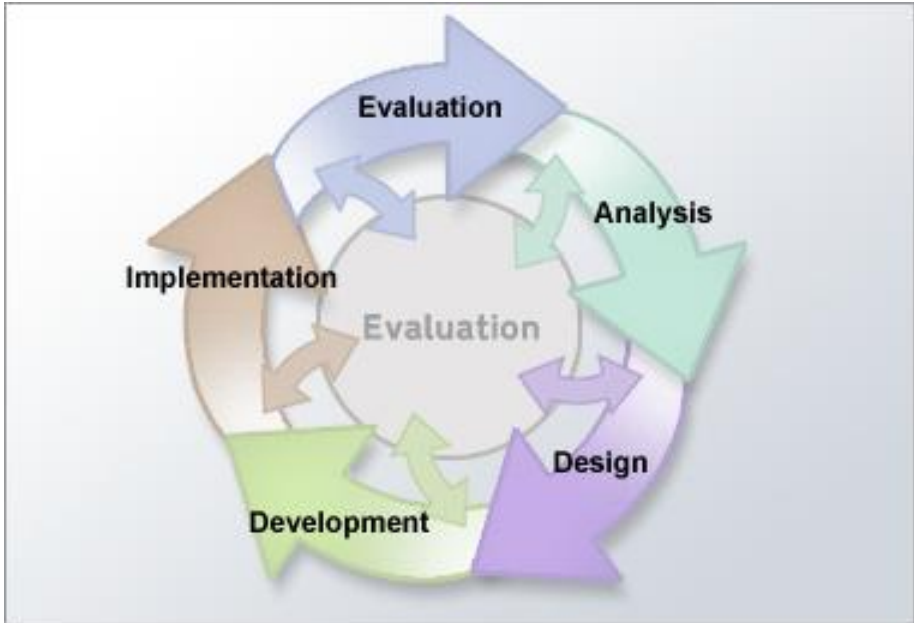 Evaluation
Analysis
Implementation
Evaluation
Design
Development